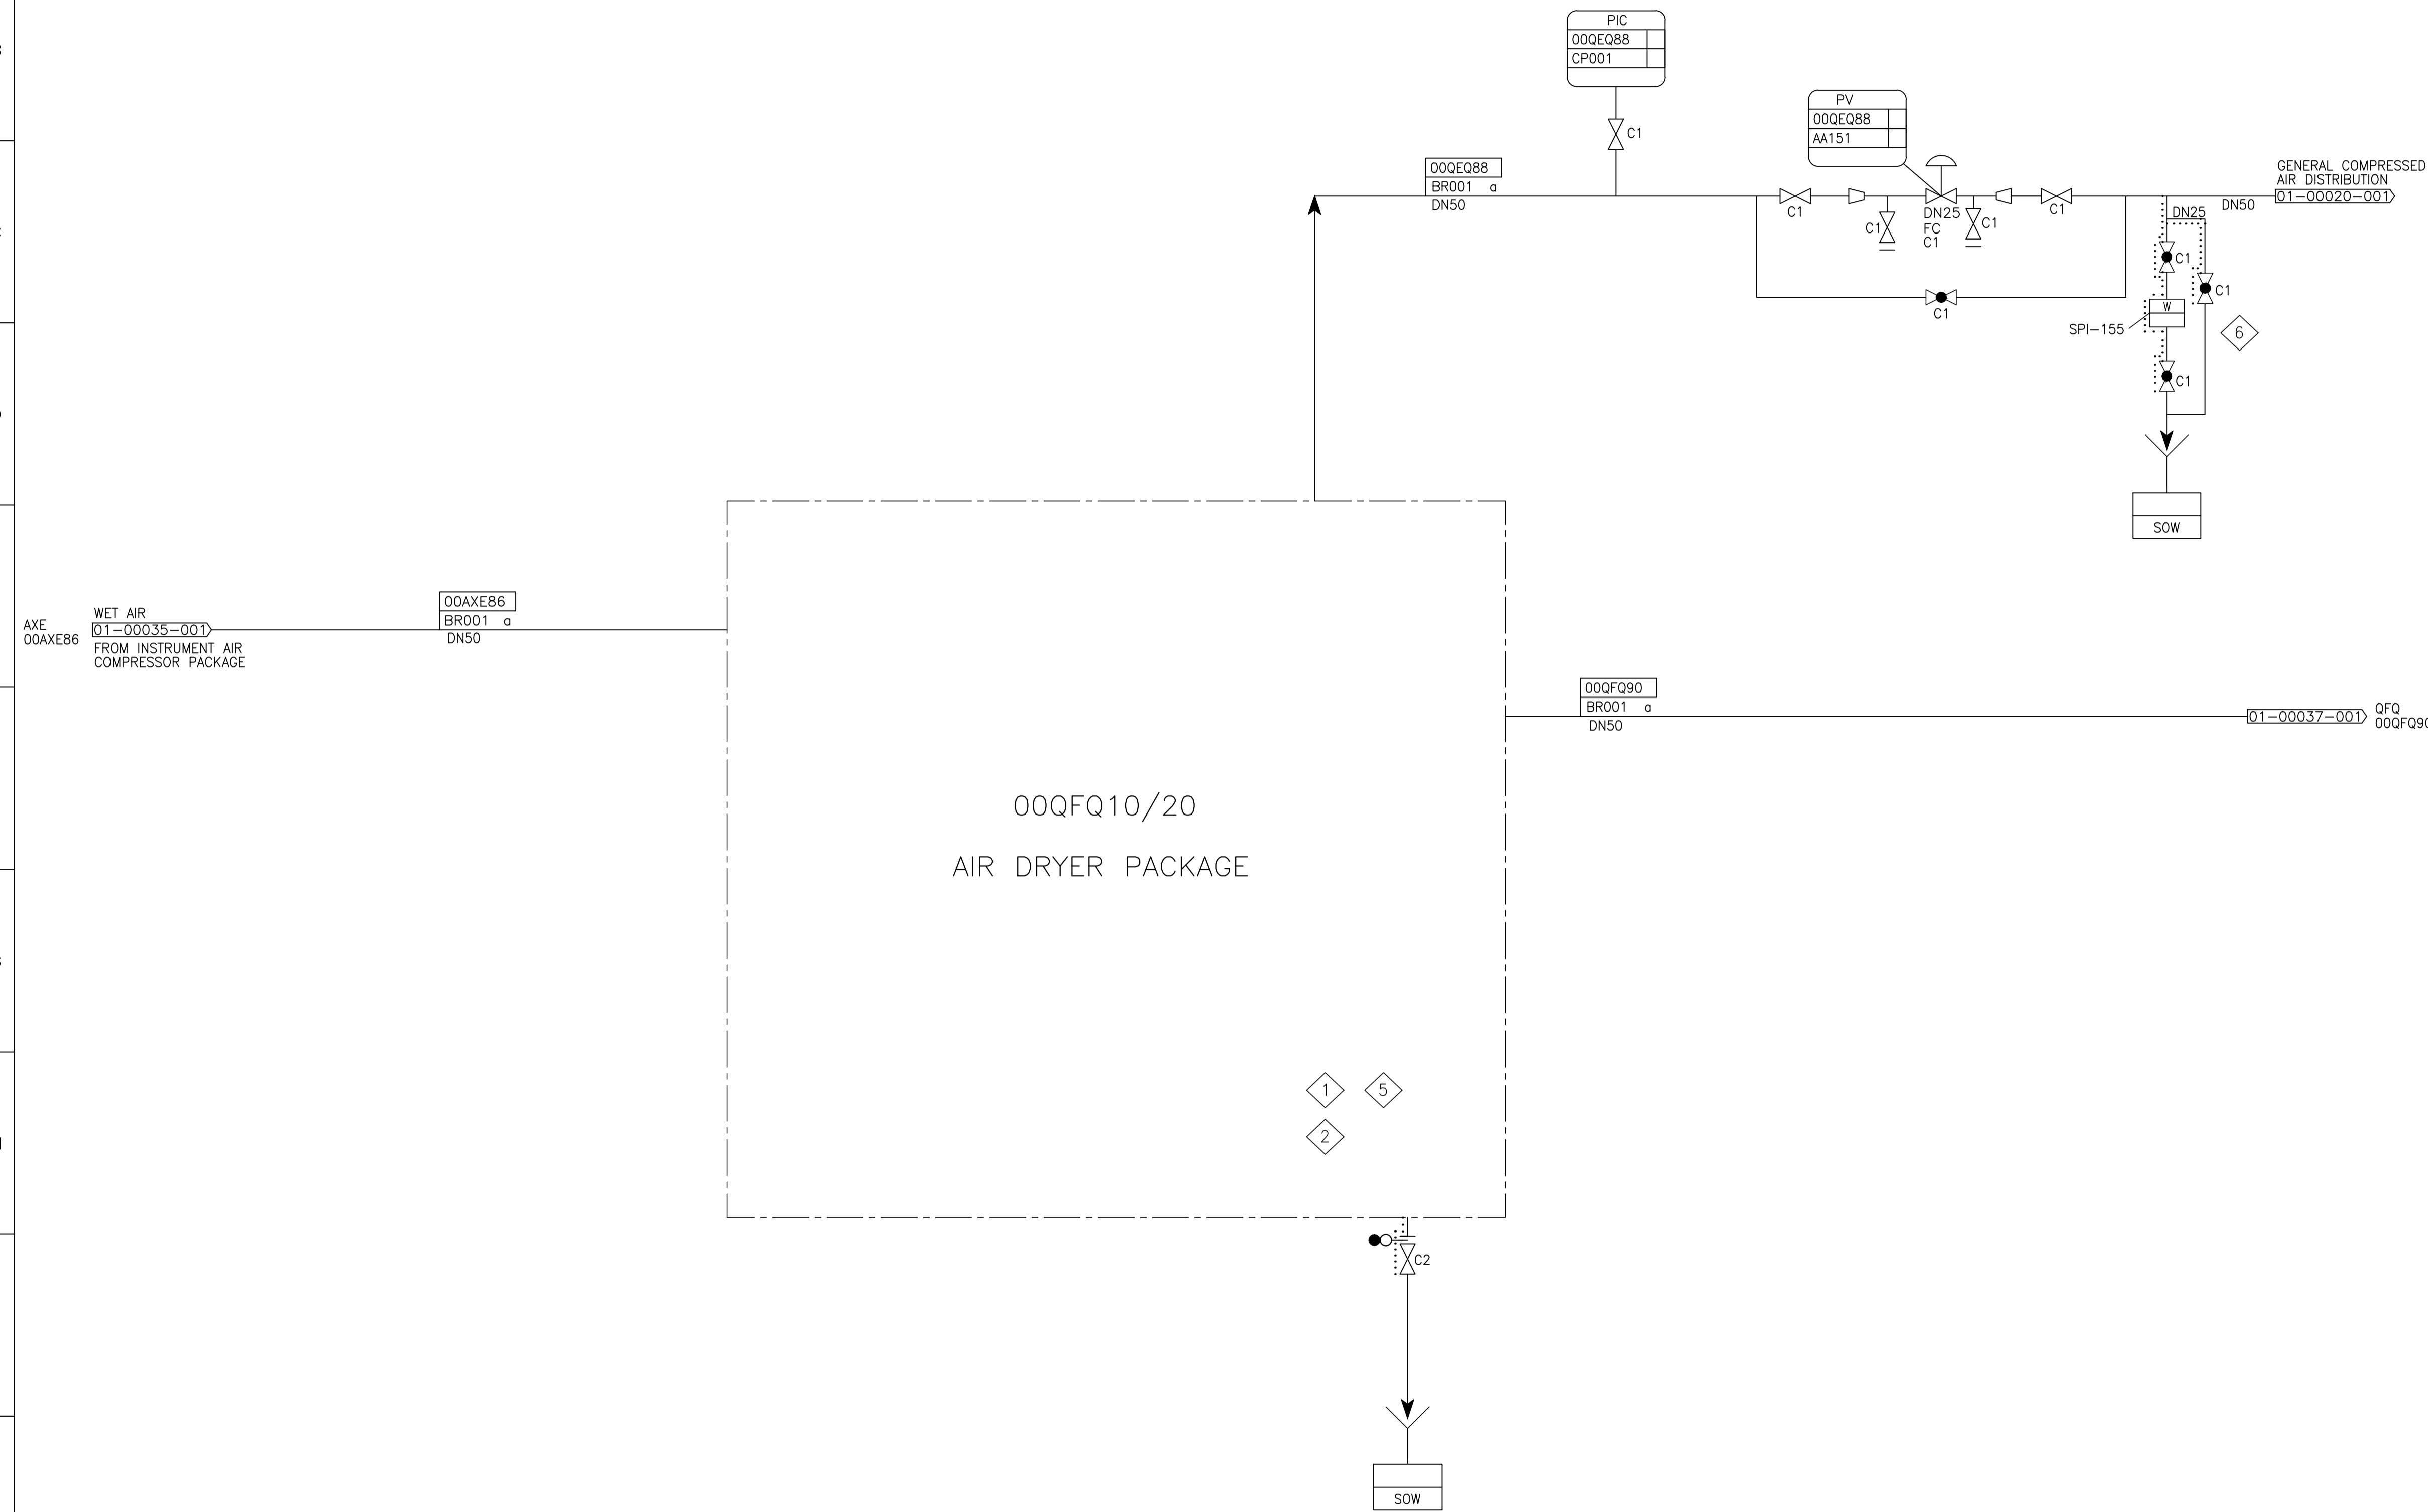 PIC
00QEQ88
CP001
C1
PV
00QEQ88
AA151
00QEQ88
BR001 a
DN50
C1
C1
DN25
FC
C1
C1
C1
C1
DN25
DN50
GENERAL COMPRESSED
AIR DISTRIBUTION
01-00020-001
C1
C1
W
SPI-155
6
C1
SOW
AXE
00AXE86
WET AIR
01-00035-001
FROM INSTRUMENT AIR
COMPRESSOR PACKAGE
00AXE86
BR001 a
DN50
00QFQ90
BR001 a
DN50
01-00037-001
QFQ
00QFQ90
00QFQ10/20
AIR DRYER PACKAGE
1
5
2
C2
SOW